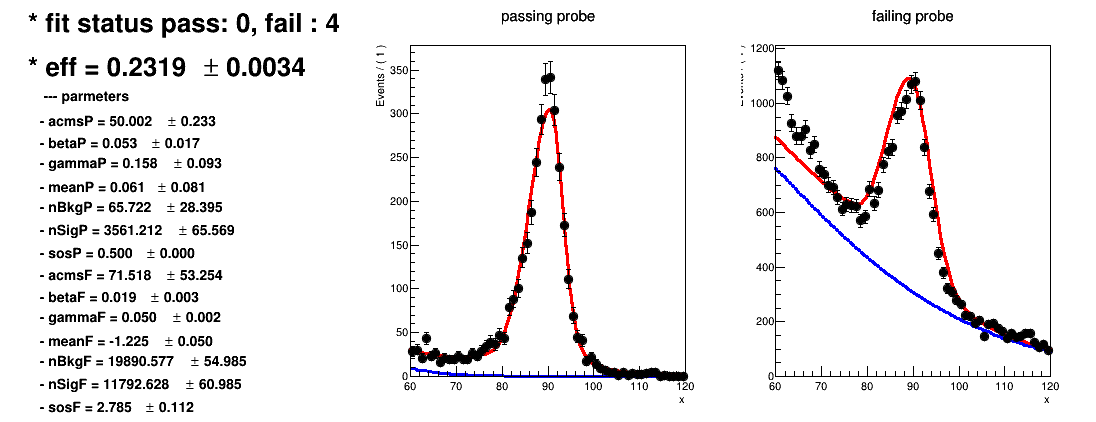 * fit status pass: 0, fail : 4
* eff = 0.2319 ± 0.0034
--- parmeters
- acmsP = 50.002 ± 0.233
- betaP = 0.053 ± 0.017
- gammaP = 0.158 ± 0.093
- meanP = 0.061 ± 0.081
- nBkgP = 65.722 ± 28.395
- nSigP = 3561.212 ± 65.569
- sosP = 0.500 ± 0.000
- acmsF = 71.518 ± 53.254
- betaF = 0.019 ± 0.003
- gammaF = 0.050 ± 0.002
- meanF = -1.225 ± 0.050
- nBkgF = 19890.577 ± 54.985
- nSigF = 11792.628 ± 60.985
- sosF = 2.785 ± 0.112
passing probe
Events / ( 1 )
350
300
250
200
150
100
50
0
60 70 80 90 100 110 120
x
failing probe
1200
1000
800
600
400
200
0
60 70 80 90 100 110 120
x